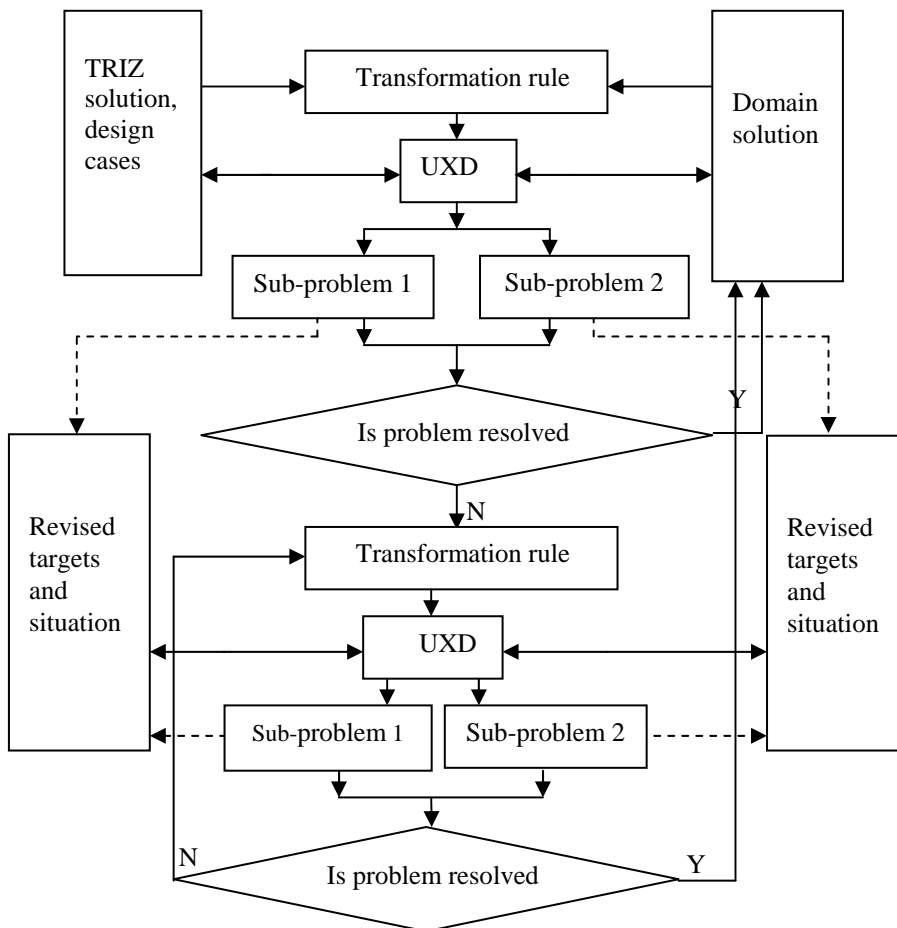 TRIZ
solution,
design
cases
Transformation rule
Domain
solution
UXD
Sub-problem 1
Sub-problem 2
Y
Is problem resolved
N
Revised
targets
and
situation
Transformation rule
Revised
targets
and
situation
UXD
Sub-problem 1
Sub-problem 2
N
Y
Is problem resolved